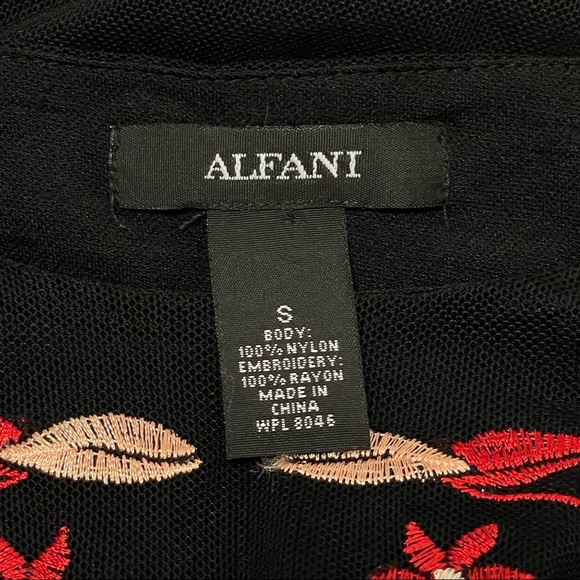 ALFANI
S
BODY:
100% NYLON
EMBROIDERY:
100% RAYON
MADE IN
CHINA
WPL 8046